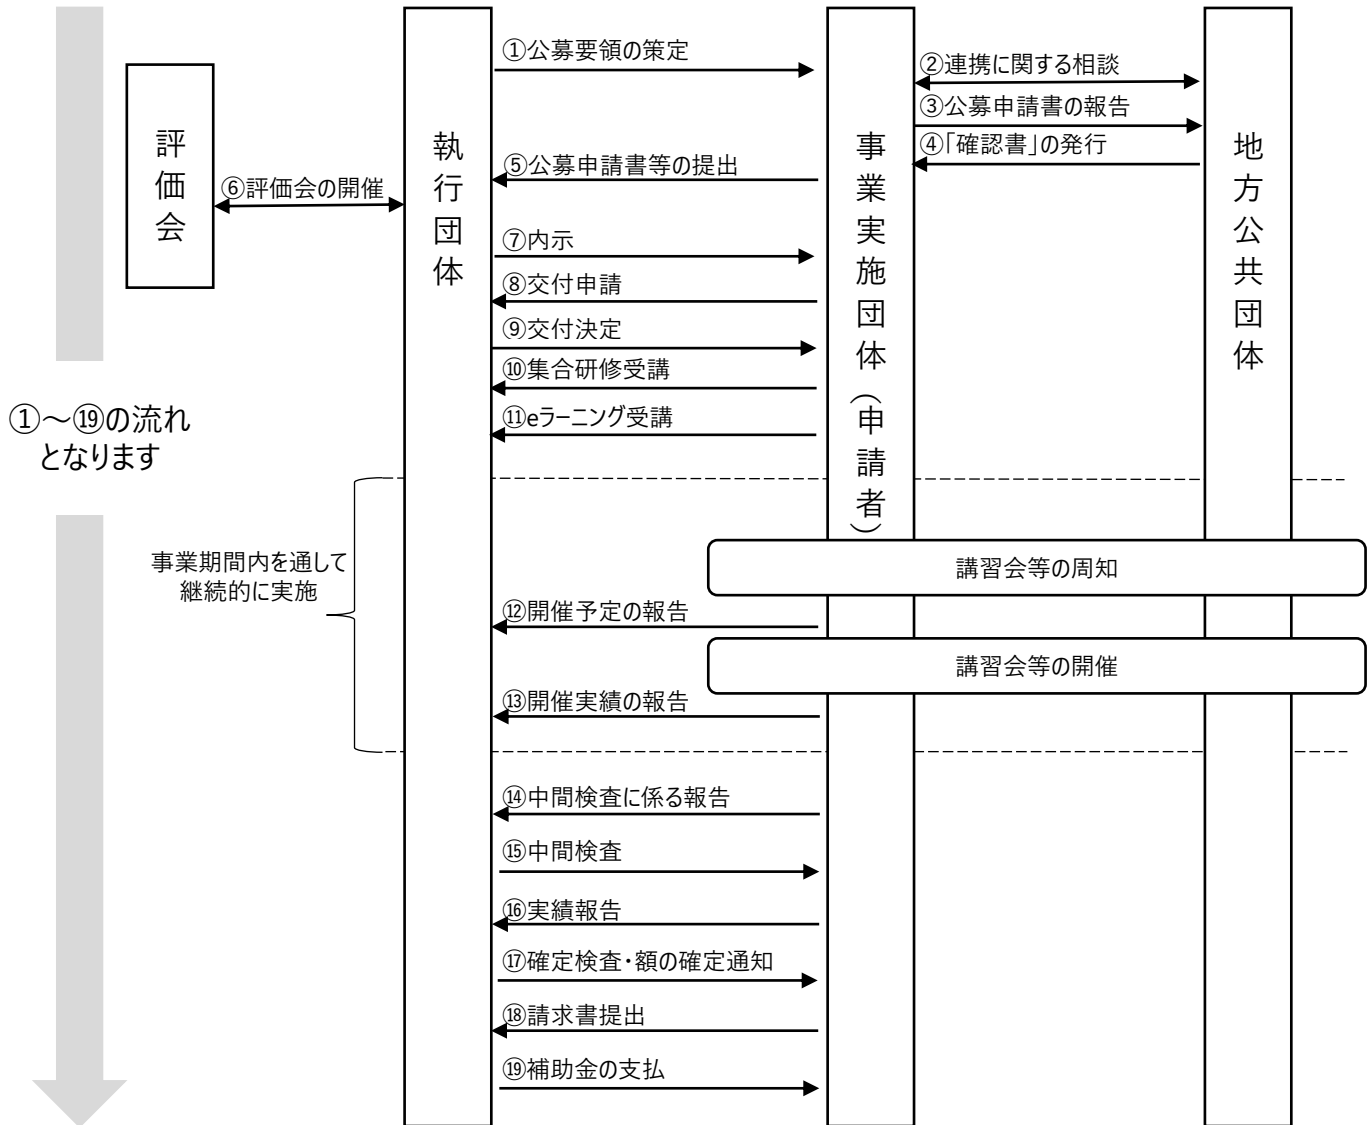 ①公募要領の策定
②連携に関する相談
③公募申請書の報告
④「確認書」の発行
評価会
執行団体
事業実施団体(申請者)
地方公共団体
⑤公募申請書等の提出
⑥評価会の開催
⑦内示
⑧交付申請
⑨交付決定
⑩集合研修受講
⑪eラーニング受講
①～⑲の流れ
となります
事業期間内を通して
継続的に実施
講習会等の周知
⑫開催予定の報告
講習会等の開催
⑬開催実績の報告
⑭中間検査に係る報告
⑮中間検査
⑯実績報告
⑰確定検査・額の確定通知
⑱請求書提出
⑲補助金の支払